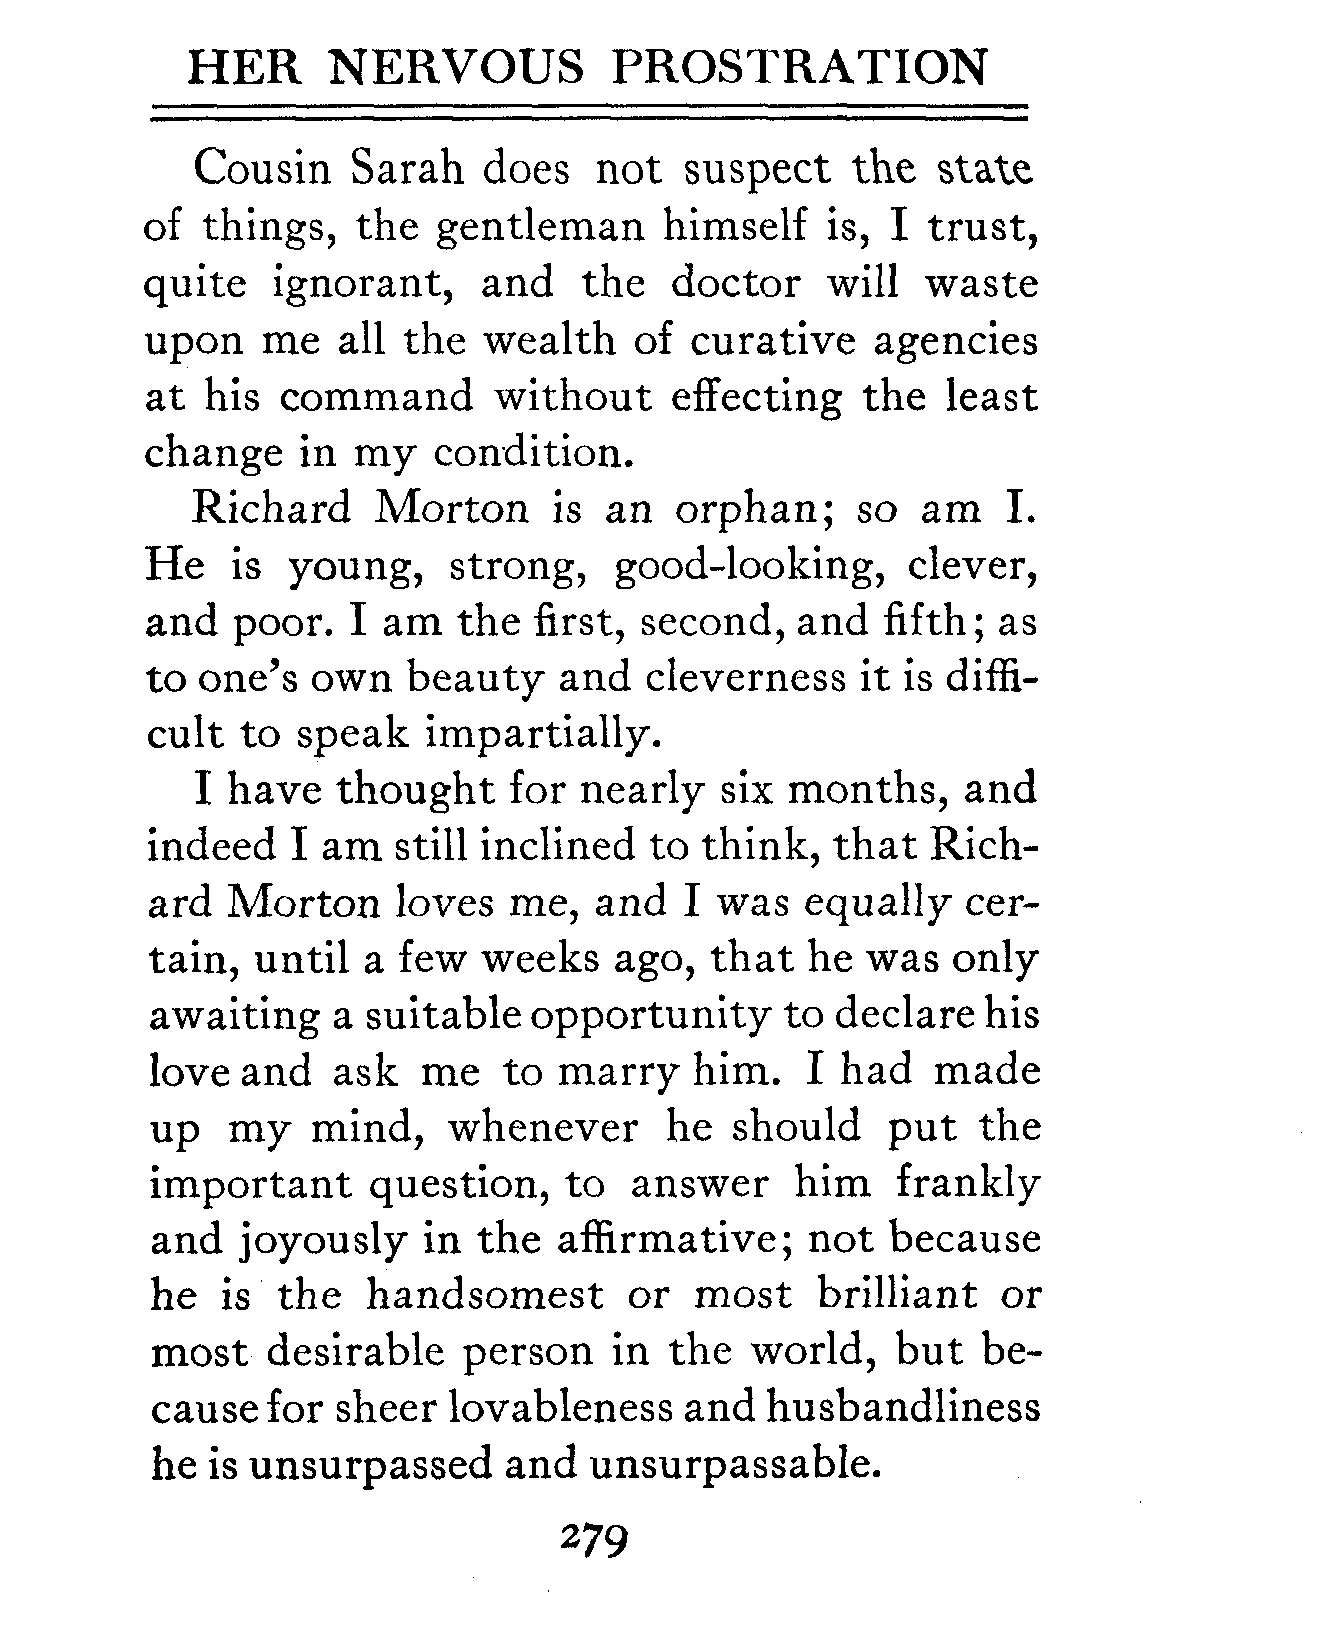 HER NERVOUS PROSTRATION
Cousin Sarah does not suspect the state
of things, the gentleman himself is, I trust,
quite ignorant, and the doctor will waste
upon me all the wealth of curative agencies
at his command without effecting the least
change in my condition.
Richard Morton is an orphan; so am I.
He is young, strong, good-looking, clever,
and poor. I am the first, second, and fifth; as
to one's own beauty and cleverness it is diffi-
cult to speak impartially.
I have thought for nearly six months, and
indeed I am still inclined to think, that Rich-
ard Morton loves me, and I was equally cer-
tain, until a few weeks ago, that he was only
awaiting a suitable opportunity to declare his
love and ask me to marry him. I had made
up my mind, whenever he should put the
important question, to answer him frankly
and joyously in the affirmative; not because
he is the handsomest or most brilliant or
most desirable person in the world, but be-
cause for sheer lovableness and husbandliness
he is unsurpassed and unsurpassable.
279